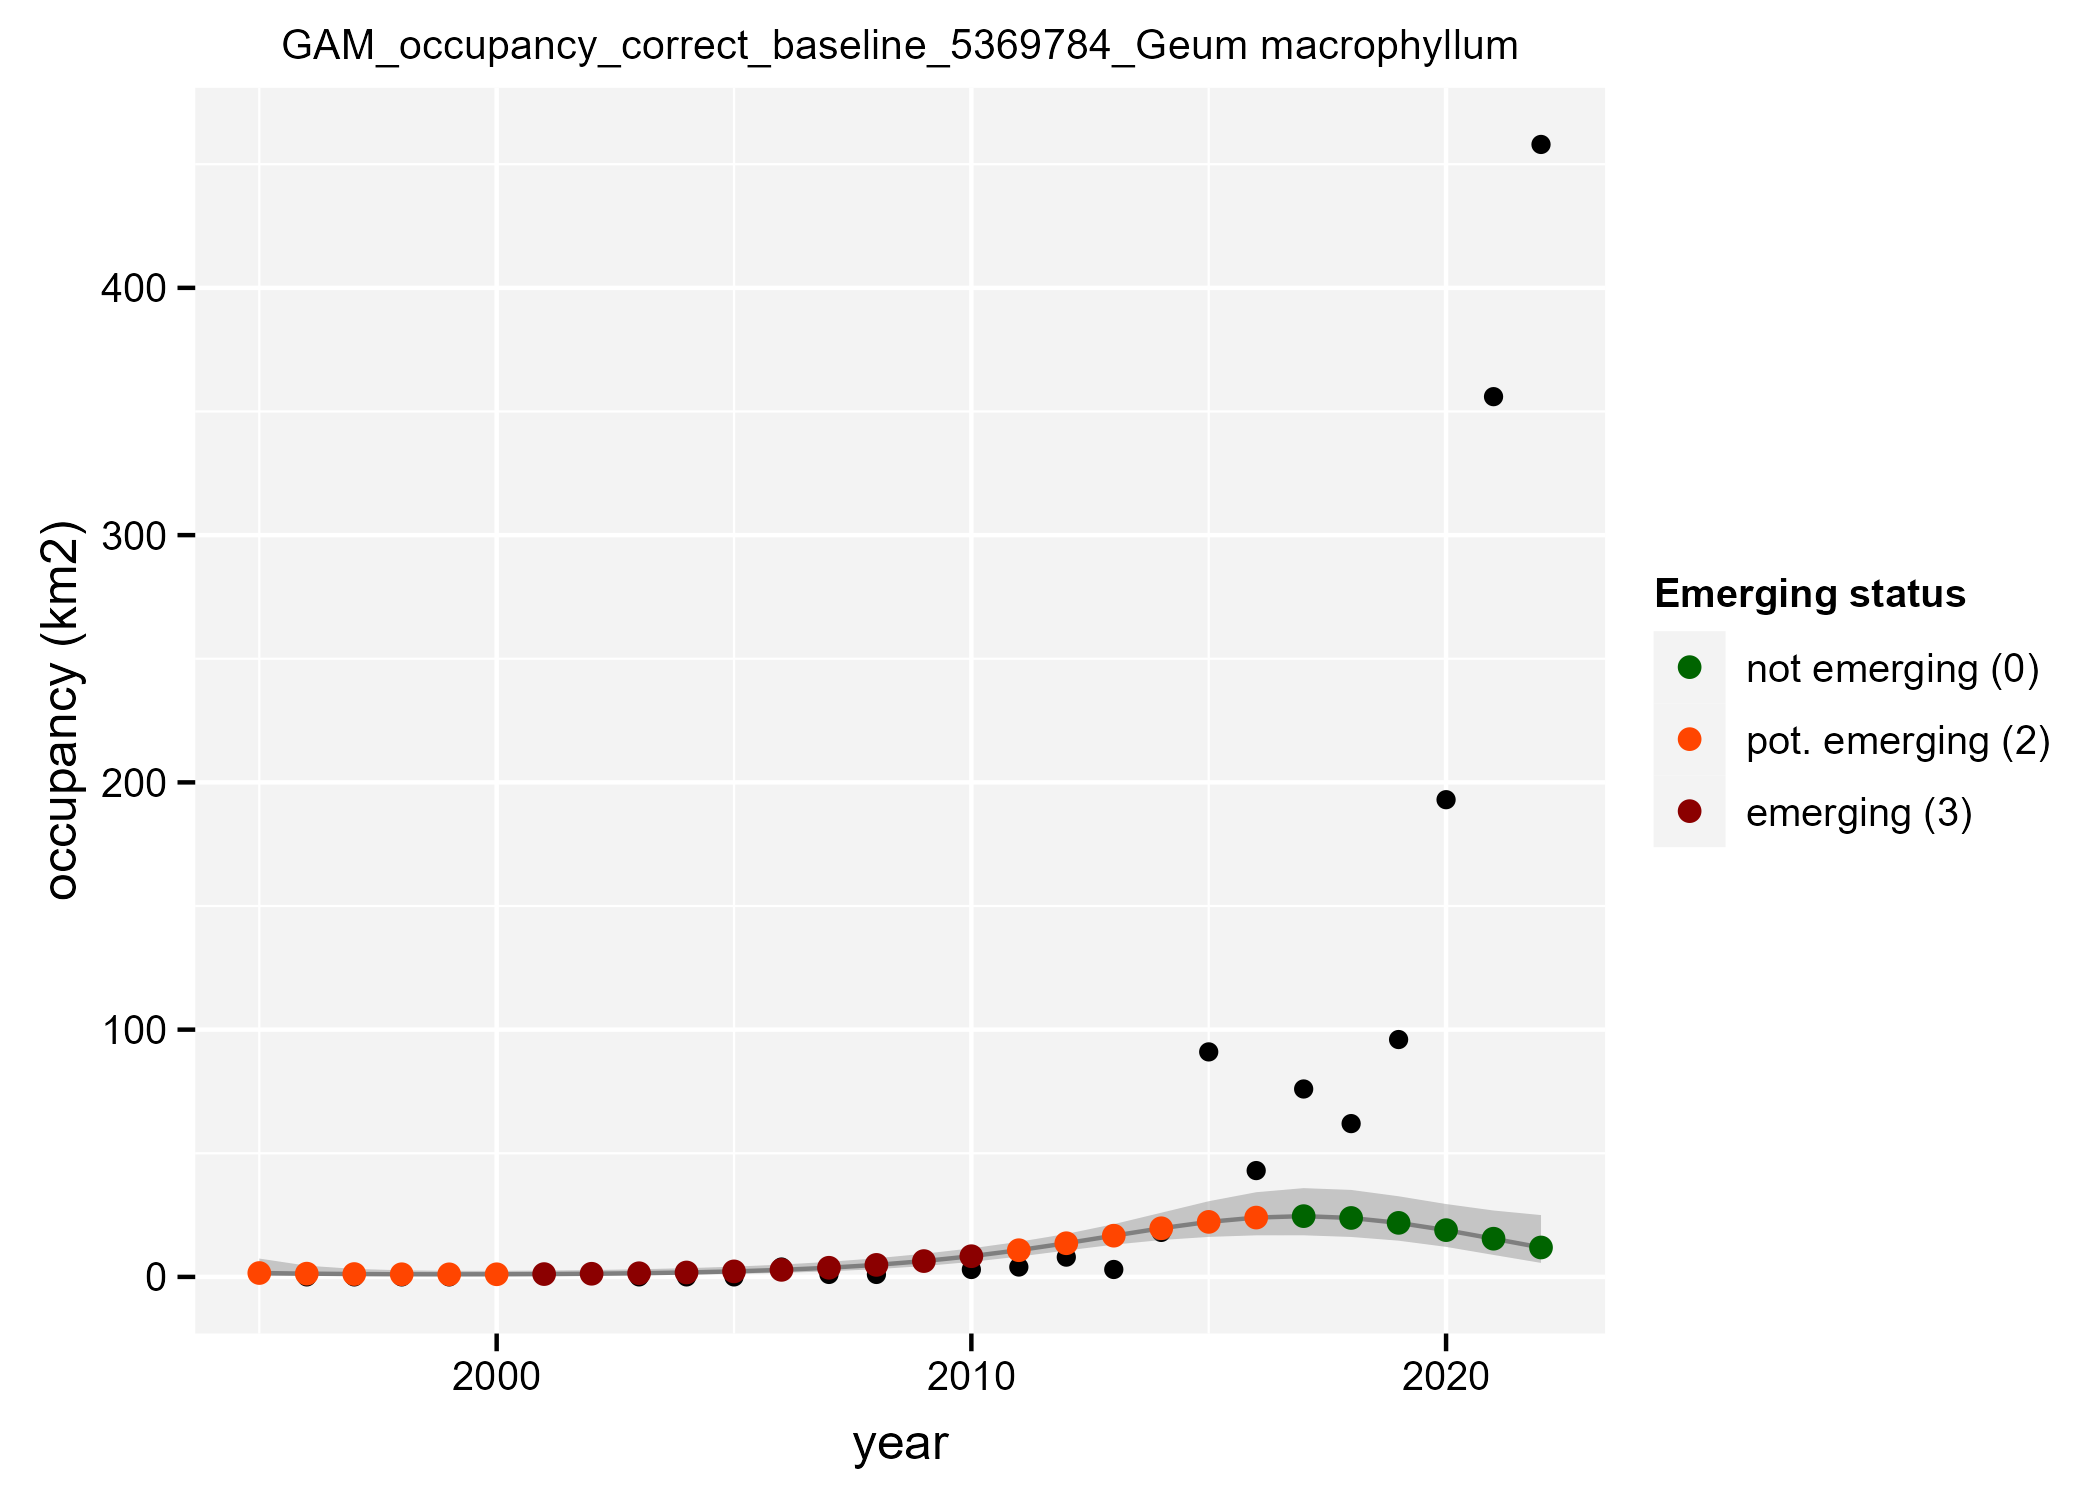 GAM_occupancy_correct_baseline_5369784_Geum macrophyllum
400
300
200
100
0
occupancy (km2)
2000
2010
2020
year
Emerging status
not emerging (0)
pot. emerging (2)
emerging (3)